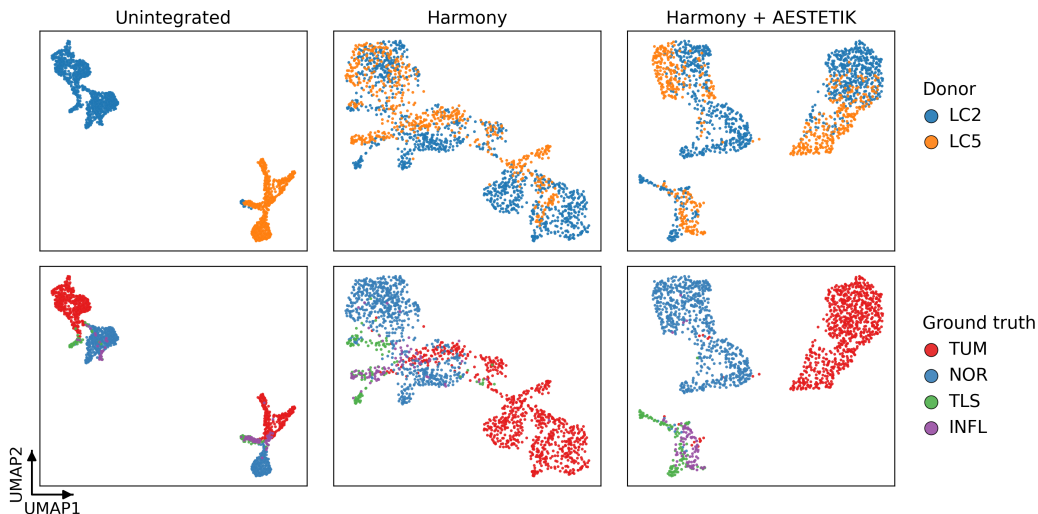 Unintegrated
Harmony
Harmony + AESTETIK
Donor
LC2
LC5
Ground truth
TUM
NOR
TLS
INFL
UMAP2
UMAP1